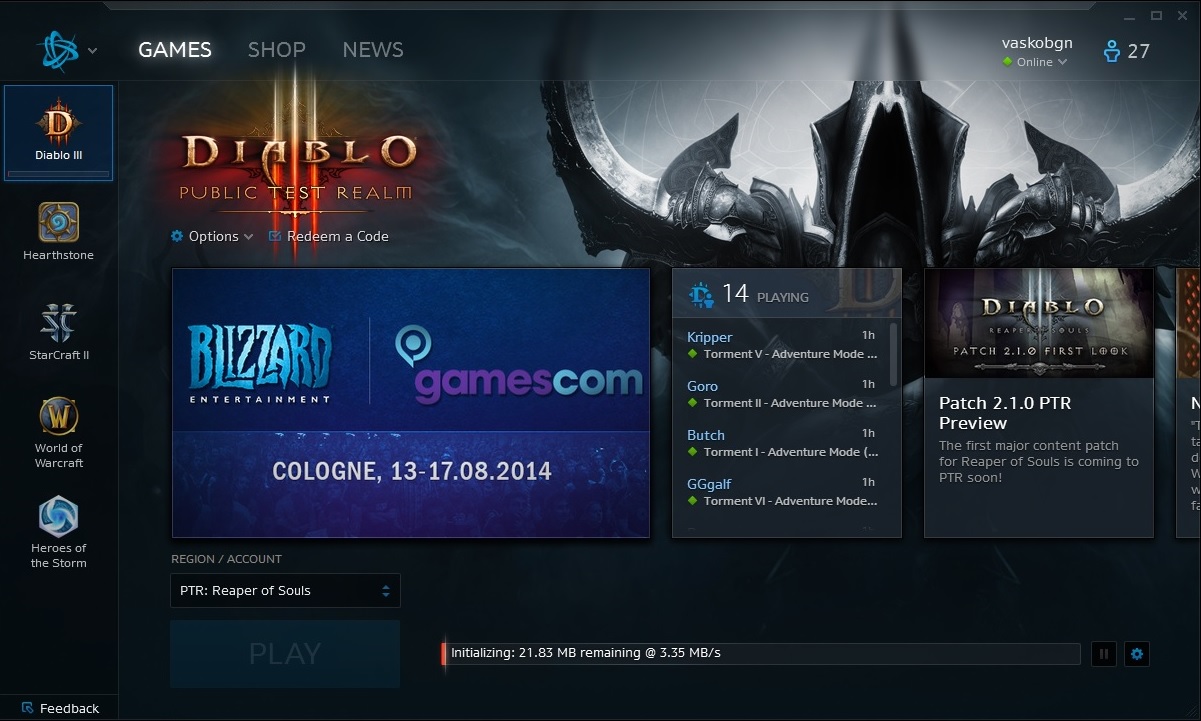 GAMES SHOP NEWS
vaskobgn
Online
27
Diablo III
Hearthstone
StarCraft II
World of
Warcraft
Heroes of
the Storm
Feedback
DIABLO
PUBLIC TEST REALM
Options Redeem a Code
BLIZZARD
ENTERTAINMENT
gamescom
COLOGNE, 13-17.08.2014
14 PLAYING
Kripper 1h
Torment V - Adventure Mode ...
Goro 1h
Torment II - Adventure Mode ...
Butch 1h
Torment I - Adventure Mode (...
GGgalf 1h
Torment VI - Adventure Mode...
DIABLO
REAPER OF SOULS
PATCH 2.1.0 FIRST LOOK
Patch 2.1.0 PTR
Preview
The first major content patch
for Reaper of Souls is coming to
PTR soon!
REGION / ACCOUNT
PTR: Reaper of Souls
PLAY
Initializing: 21.83 MB remaining @ 3.35 MB/s